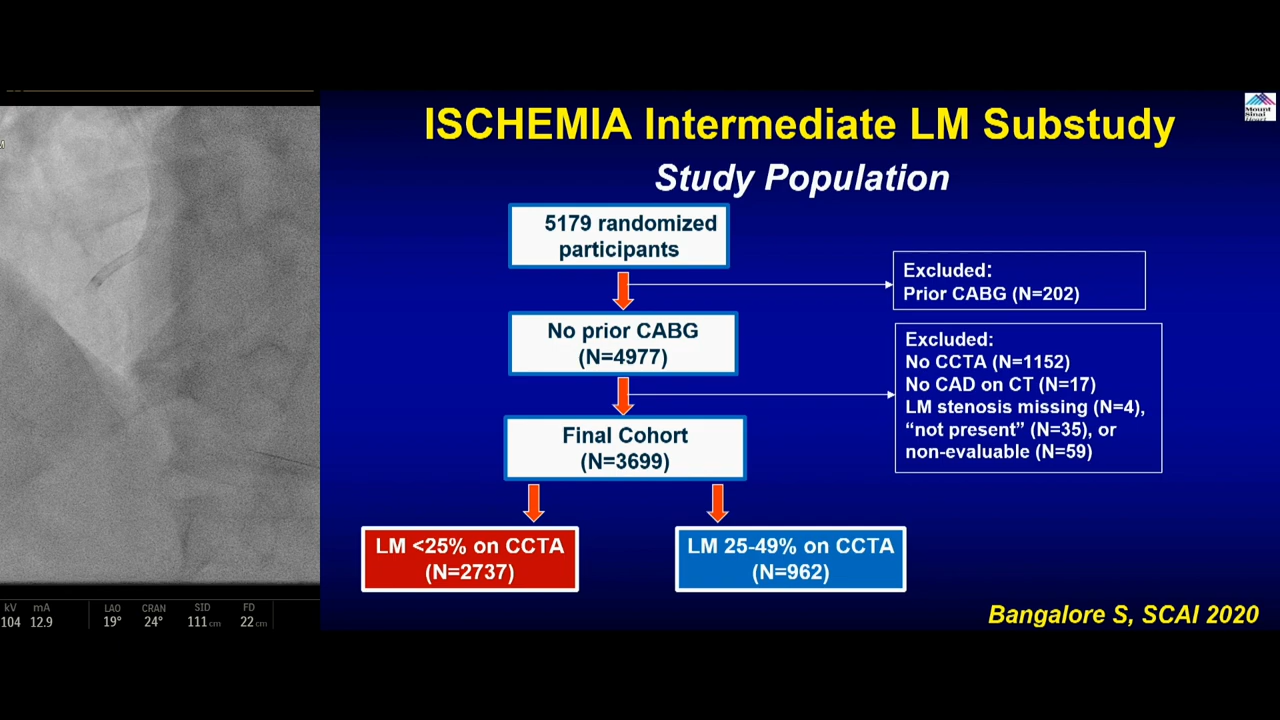 ISCHEMIA Intermediate LM Substudy
Mount
Sinai
Heart
Study Population
5179 randomized
participants
Excluded:
Prior CABG (N=202)
No prior CABG
(N=4977)
Excluded:
No CCTA (N=1152)
No CAD on CT (N=17)
LM stenosis missing (N=4),
“not present” (N=35), or
non-evaluable (N=59)
Final Cohort
(N=3699)
LM <25% on CCTA
(N=2737)
LM 25-49% on CCTA
(N=962)
Bangalore S, SCAI 2020
kV mA LAO CRAN SID FD
104 12.9 19° 24° 111 cm 22 cm